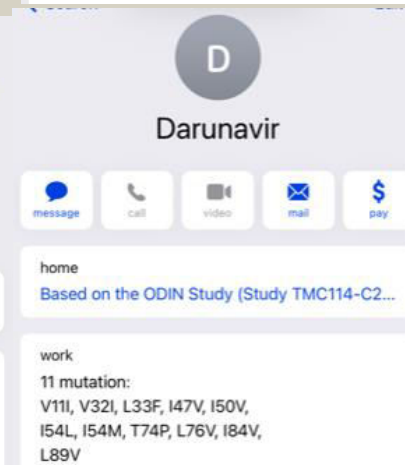 D
Darunavir
message call video mail pay
home
Based on the ODIN Study (Study TMC114-C2...
work
11 mutation:
V11I, V32I, L33F, I47V, I50V,
I54L, I54M, T74P, L76V, I84V,
L89V